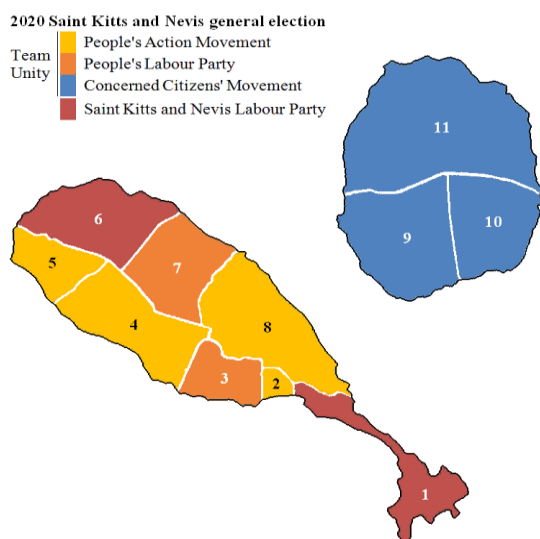 2020 Saint Kitts and Nevis general election
Team Unity
People's Action Movement
People's Labour Party
Concerned Citizens' Movement
Saint Kitts and Nevis Labour Party
11
10
9
6
7
5
4
8
3
2
1